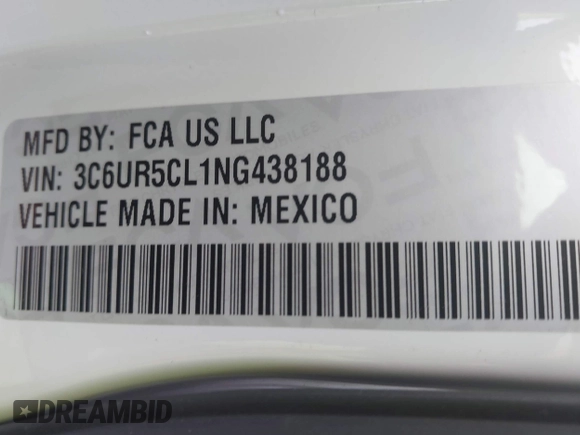 MFD BY: FCA US LLC
VIN: 3C6UR5CL1NG438188
VEHICLE MADE IN: MEXICO
DREAMBID